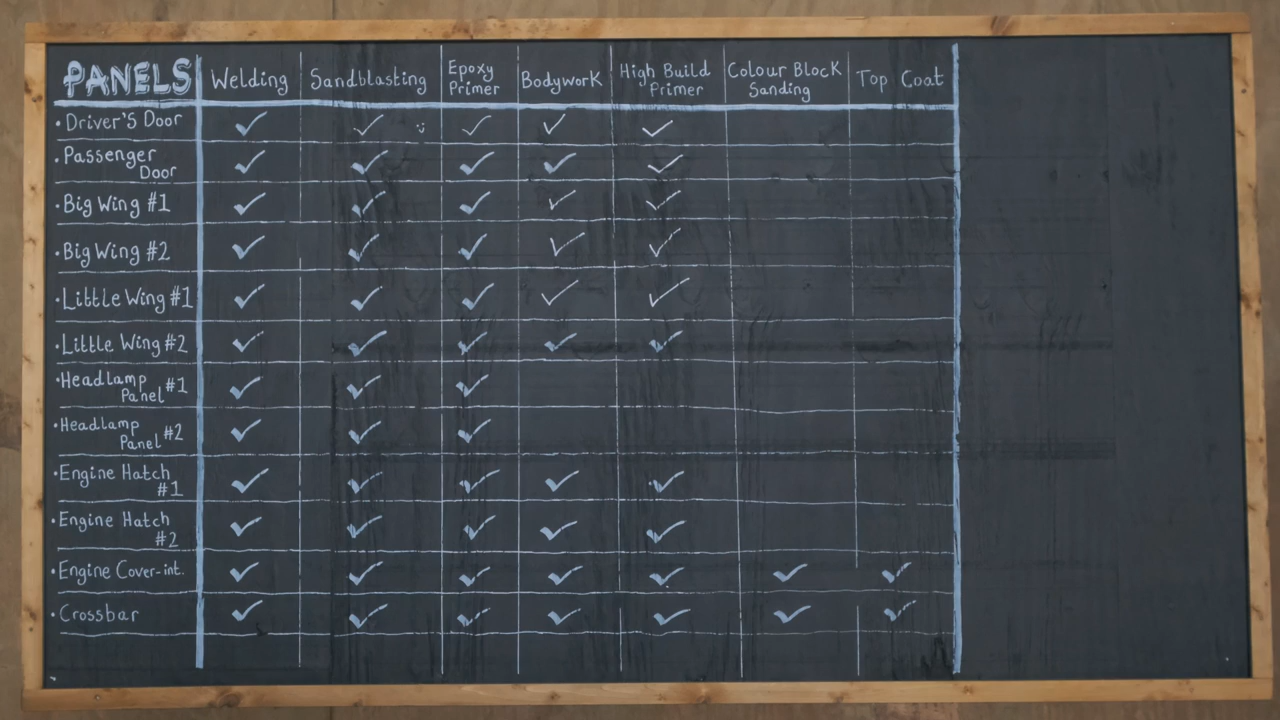 PANELS Welding Sandblasting Epoxy Primer Bodywork High Build Primer Colour Block Sanding Top Coat
• Driver's Door ✓ ✓ ✓ ✓ ✓
• Passenger Door ✓ ✓ ✓ ✓ ✓
• Big Wing #1 ✓ ✓ ✓ ✓ ✓
• Big Wing #2 ✓ ✓ ✓ ✓ ✓
• Little Wing #1 ✓ ✓ ✓ ✓ ✓
• Little Wing #2 ✓ ✓ ✓ ✓ ✓
• Headlamp Panel #1 ✓ ✓ ✓
• Headlamp Panel #2 ✓ ✓ ✓
• Engine Hatch #1 ✓ ✓ ✓ ✓ ✓
• Engine Hatch #2 ✓ ✓ ✓ ✓ ✓
• Engine Cover-int. ✓ ✓ ✓ ✓ ✓ ✓ ✓
• Crossbar ✓ ✓ ✓ ✓ ✓ ✓ ✓